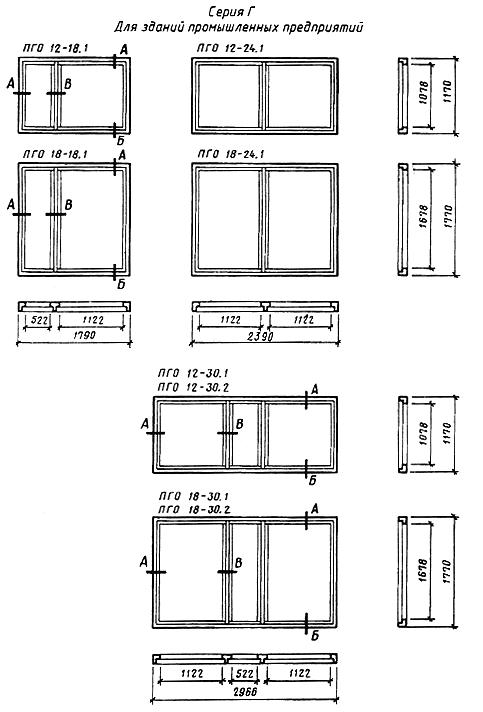 Серия Г
Для зданий промышленных предприятий
ПГО 12-18.1
ПГО 12-24.1
А
А
В
Б
1078
1170
ПГО 18-18.1
ПГО 18-24.1
А
А
В
Б
1678
1770
522
1122
1122
1122
1790
2390
ПГО 12-30.1
ПГО 12-30.2
А
А
В
Б
1078
1170
ПГО 18-30.1
ПГО 18-30.2
А
А
В
Б
1678
1770
1122
522
1122
2966